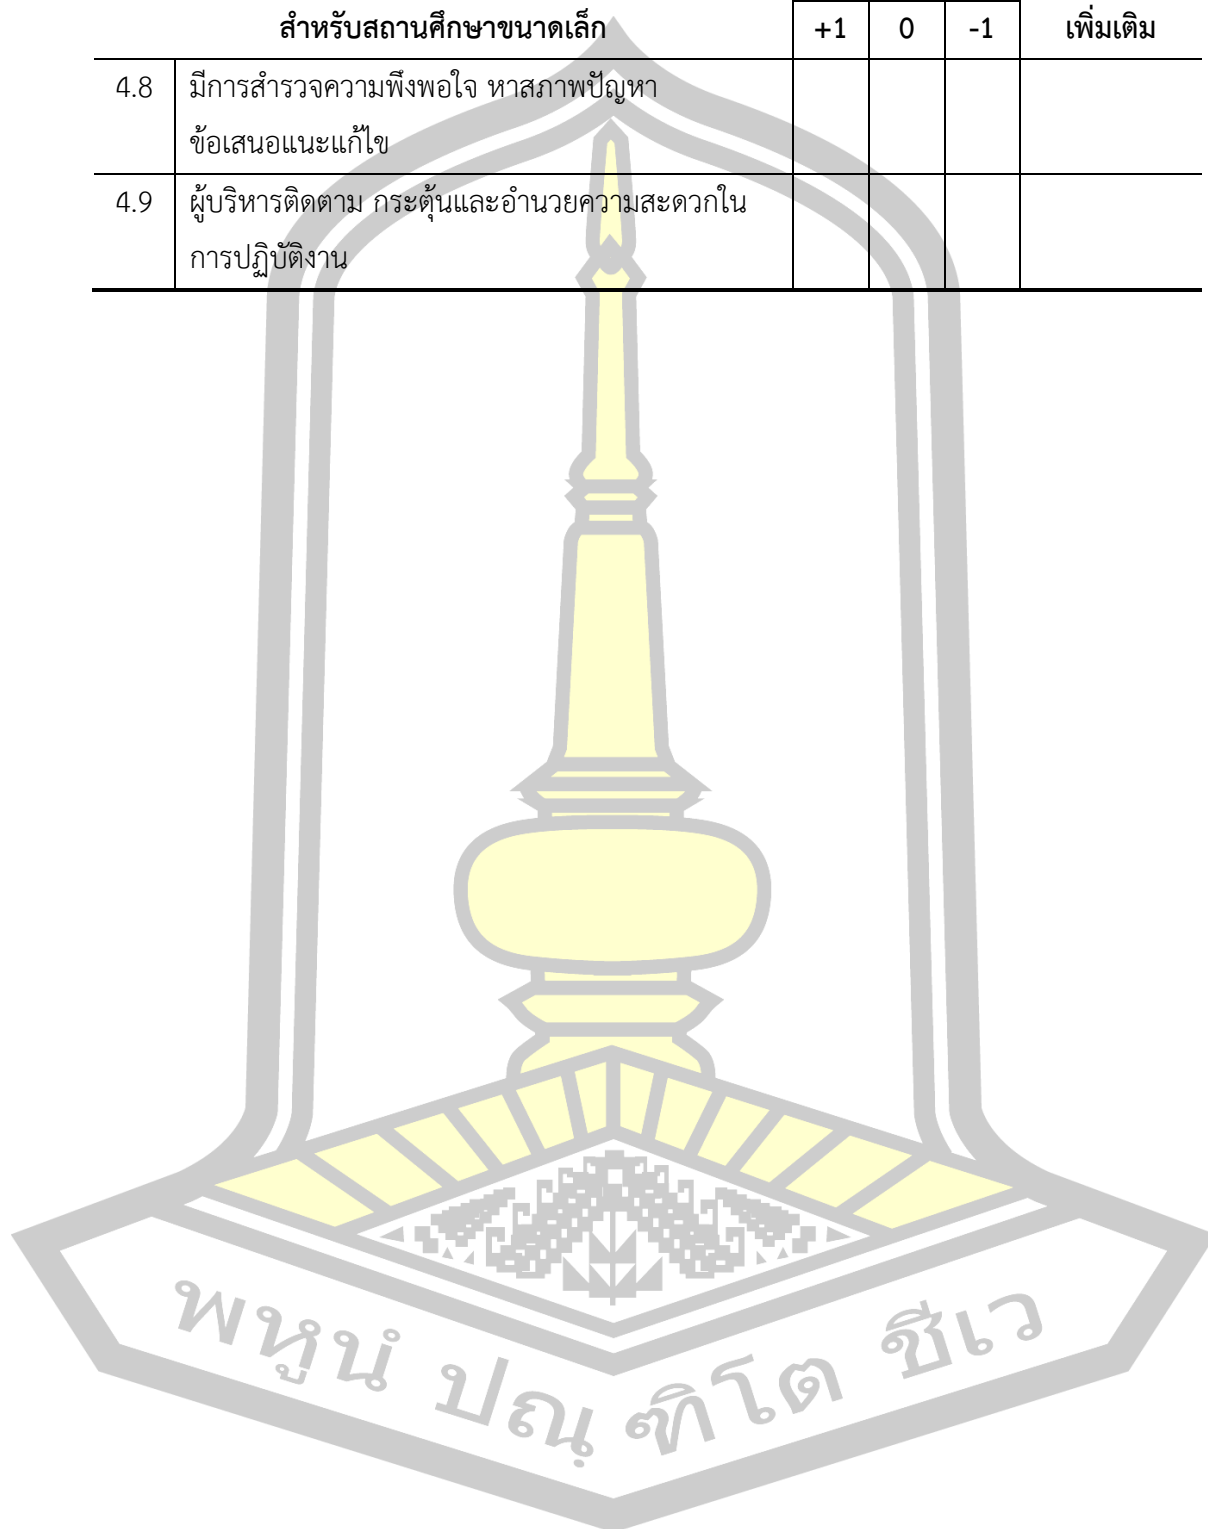 สำหรับสถานศึกษาขนาดเล็ก +1 0 -1 เพิ่มเติม
4.8 มีการสำรวจความพึงพอใจ หาสภาพปัญหา
ข้อเสนอแนะแก้ไข
4.9 ผู้บริหารติดตาม กระตุ้นและอำนวยความสะดวกใน
การปฏิบัติงาน
พหูนํ ปณฺฑิโต ชีเว